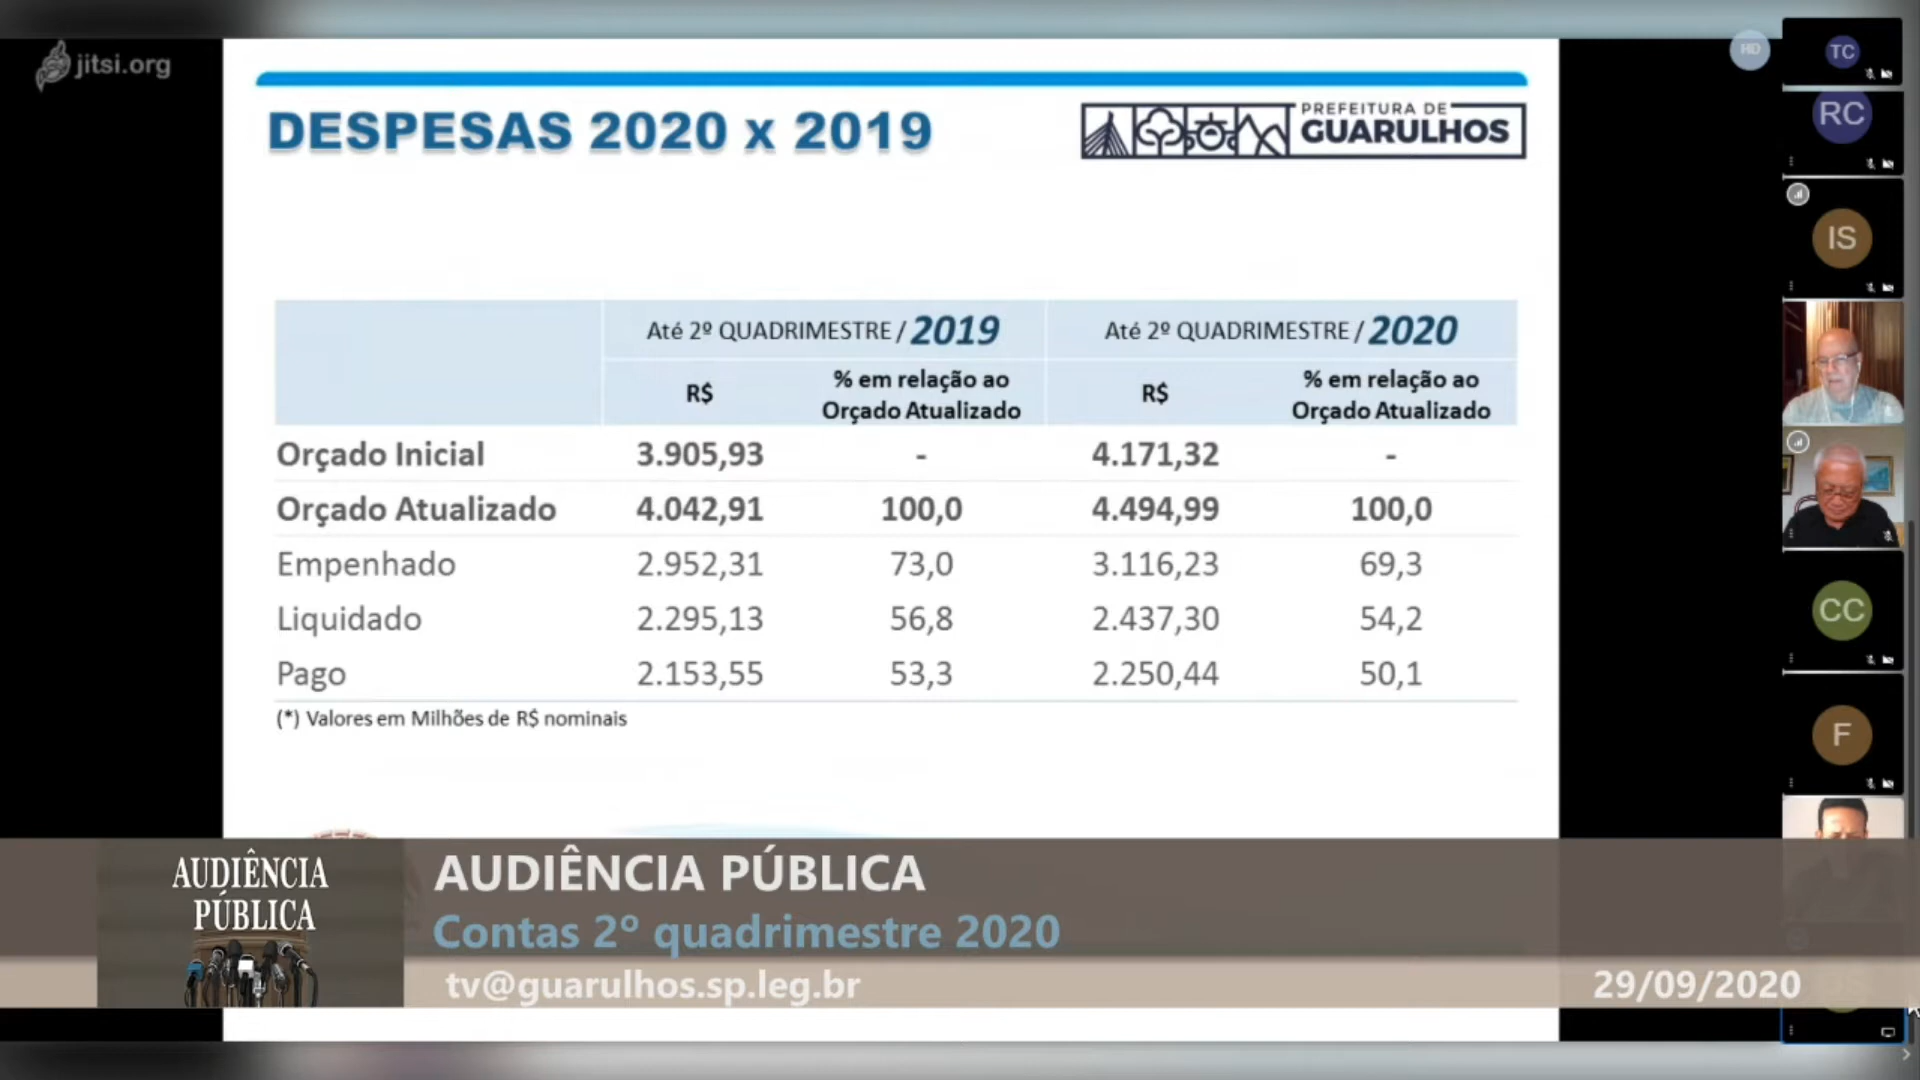 jitsi.org
HD
TC
DESPESAS 2020 x 2019
PREFEITURA DE
GUARULHOS
RC
IS
Até 2º QUADRIMESTRE / 2019 Até 2º QUADRIMESTRE / 2020
R$ % em relação ao Orçado Atualizado R$ % em relação ao Orçado Atualizado
Orçado Inicial 3.905,93 - 4.171,32 -
Orçado Atualizado 4.042,91 100,0 4.494,99 100,0
Empenhado 2.952,31 73,0 3.116,23 69,3
Liquidado 2.295,13 56,8 2.437,30 54,2
Pago 2.153,55 53,3 2.250,44 50,1
(*) Valores em Milhões de R$ nominais
CC
F
AUDIÊNCIA
PÚBLICA
AUDIÊNCIA PÚBLICA
Contas 2º quadrimestre 2020
tv@guarulhos.sp.leg.br
29/09/2020